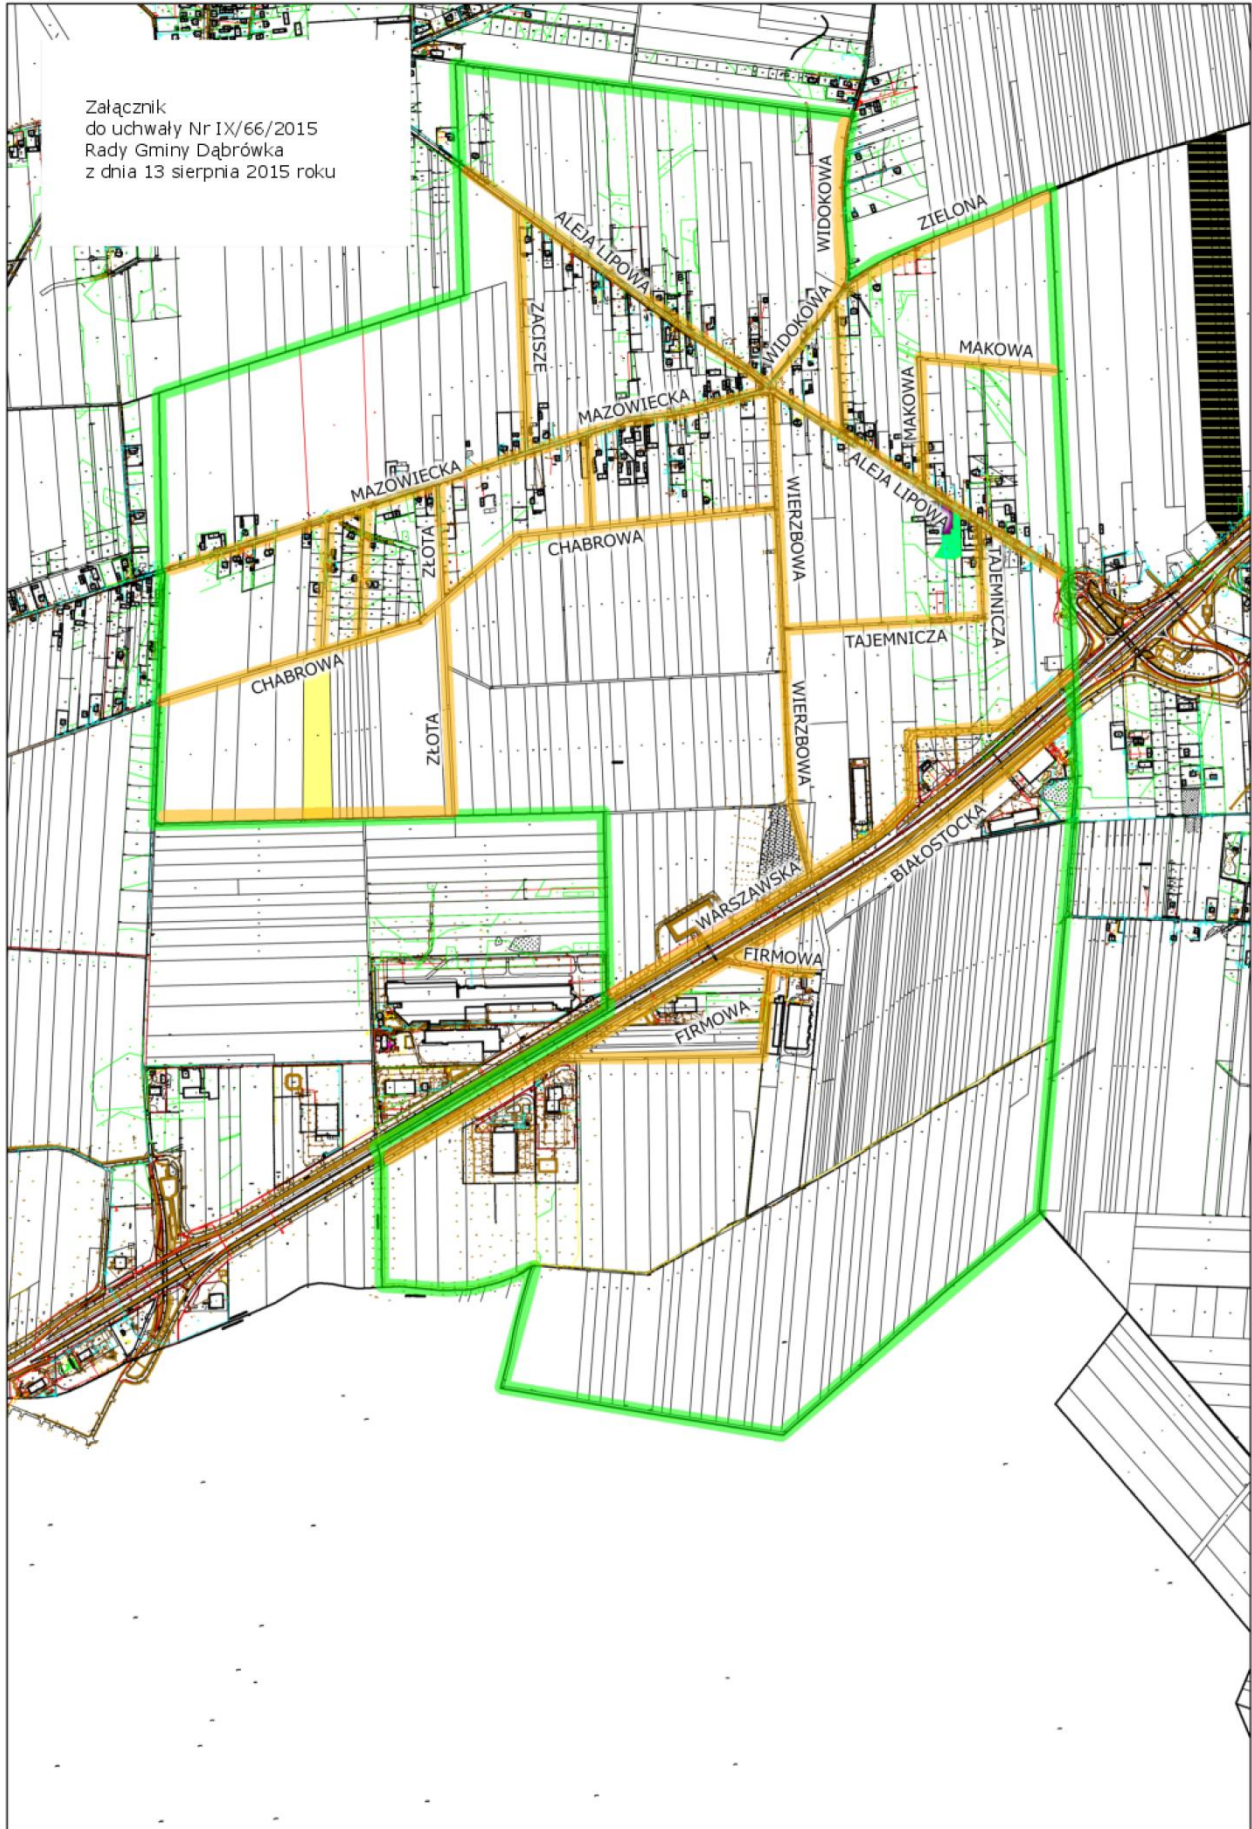 Załącznik
do uchwały Nr IX/66/2015
Rady Gminy Dąbrówka
z dnia 13 sierpnia 2015 roku
WIDOKOWA
ZIELONA
ALEJA LIPOWA
WIDOKOWA
ZACISZE
MAKOWA
MAKOWA
MAZOWIECKA
MAZOWIECKA
ALEJA LIPOWA
WIERZBOWA
ZŁOTA
CHABROWA
TAJEMNICZA
TAJEMNICZA
CHABROWA
WIERZBOWA
ZŁOTA
BIAŁOSTOCKA
WARSZAWSKA
FIRMOWA
FIRMOWA